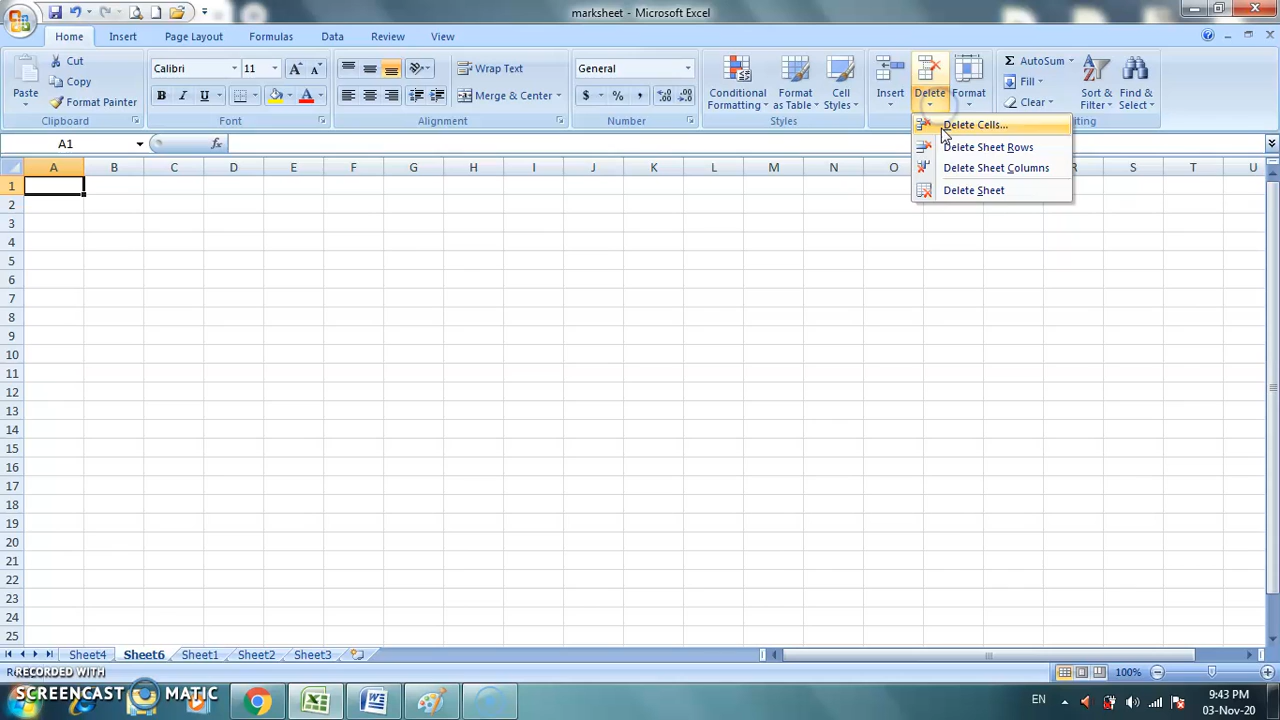 marksheet - Microsoft Excel
Home Insert Page Layout Formulas Data Review View
Paste
Cut
Copy
Format Painter
Clipboard
Calibri 11
B I U
Font
Wrap Text
Merge & Center
Alignment
General
$ % ,
Number
Conditional Formatting
Format as Table
Cell Styles
Styles
Insert
Delete
Format
AutoSum
Fill
Clear
Sort & Filter
Find & Select
Delete Cells...
Delete Sheet Rows
Delete Sheet Columns
Delete Sheet
A1
fx
A B C D E F G H I J K L M N O S T U
1
2
3
4
5
6
7
8
9
10
11
12
13
14
15
16
17
18
19
20
21
22
23
24
25
Sheet4 Sheet6 Sheet1 Sheet2 Sheet3
100%
RECORDED WITH
SCREENCAST MATIC
EN
9:43 PM
03-Nov-20